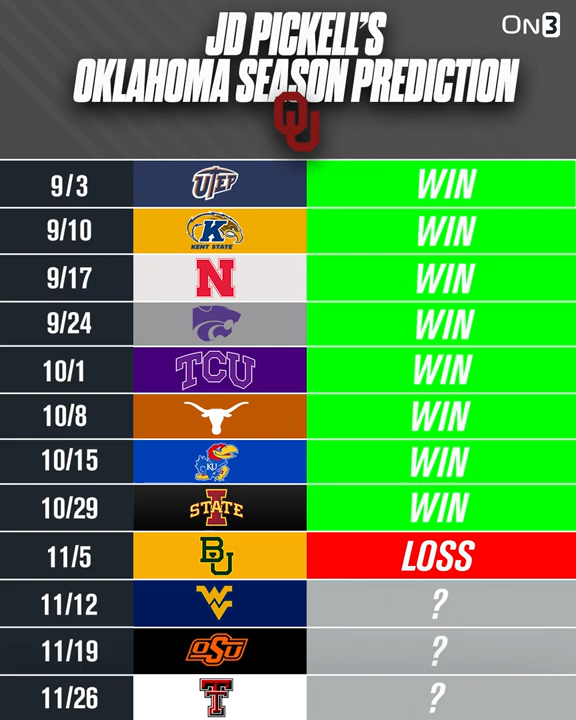 ON3
JD PICKELL'S
OKLAHOMA SEASON PREDICTION
OU
9/3 UTEP WIN
9/10 K KENT STATE WIN
9/17 N WIN
9/24 WIN
10/1 TCU WIN
10/8 WIN
10/15 KU WIN
10/29 I STATE WIN
11/5 BU LOSS
11/12 WV ?
11/19 OSU ?
11/26 T ?